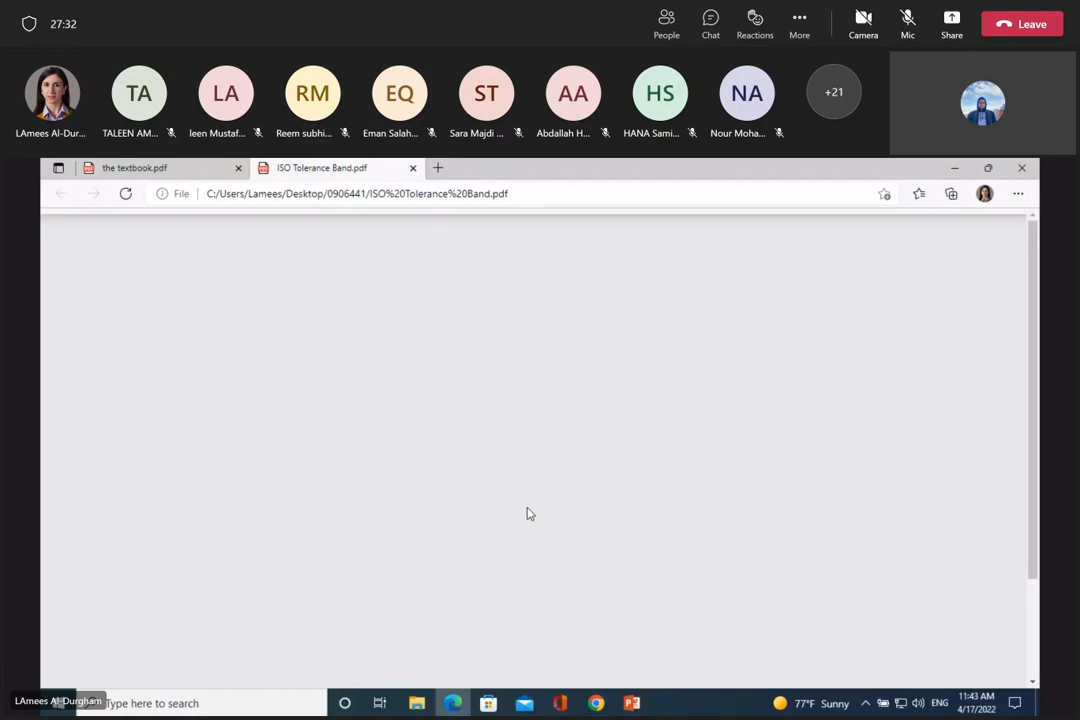 27:32
People
Chat
Reactions
More
Camera
Mic
Share
Leave
TA
LA
RM
EQ
ST
AA
HS
NA
+21
LAmees Al-Dur...
TALEEN AM...
leen Mustaf...
Reem subhi...
Eman Salah...
Sara Majdi ...
Abdallah H...
HANA Sami...
Nour Moha...
the textbook.pdf
ISO Tolerance Band.pdf
File
C:/Users/Lamees/Desktop/0906441/ISO%20Tolerance%20Band.pdf
LAmees Al-Durgham
Type here to search
77°F Sunny
ENG
11:43 AM
4/17/2022